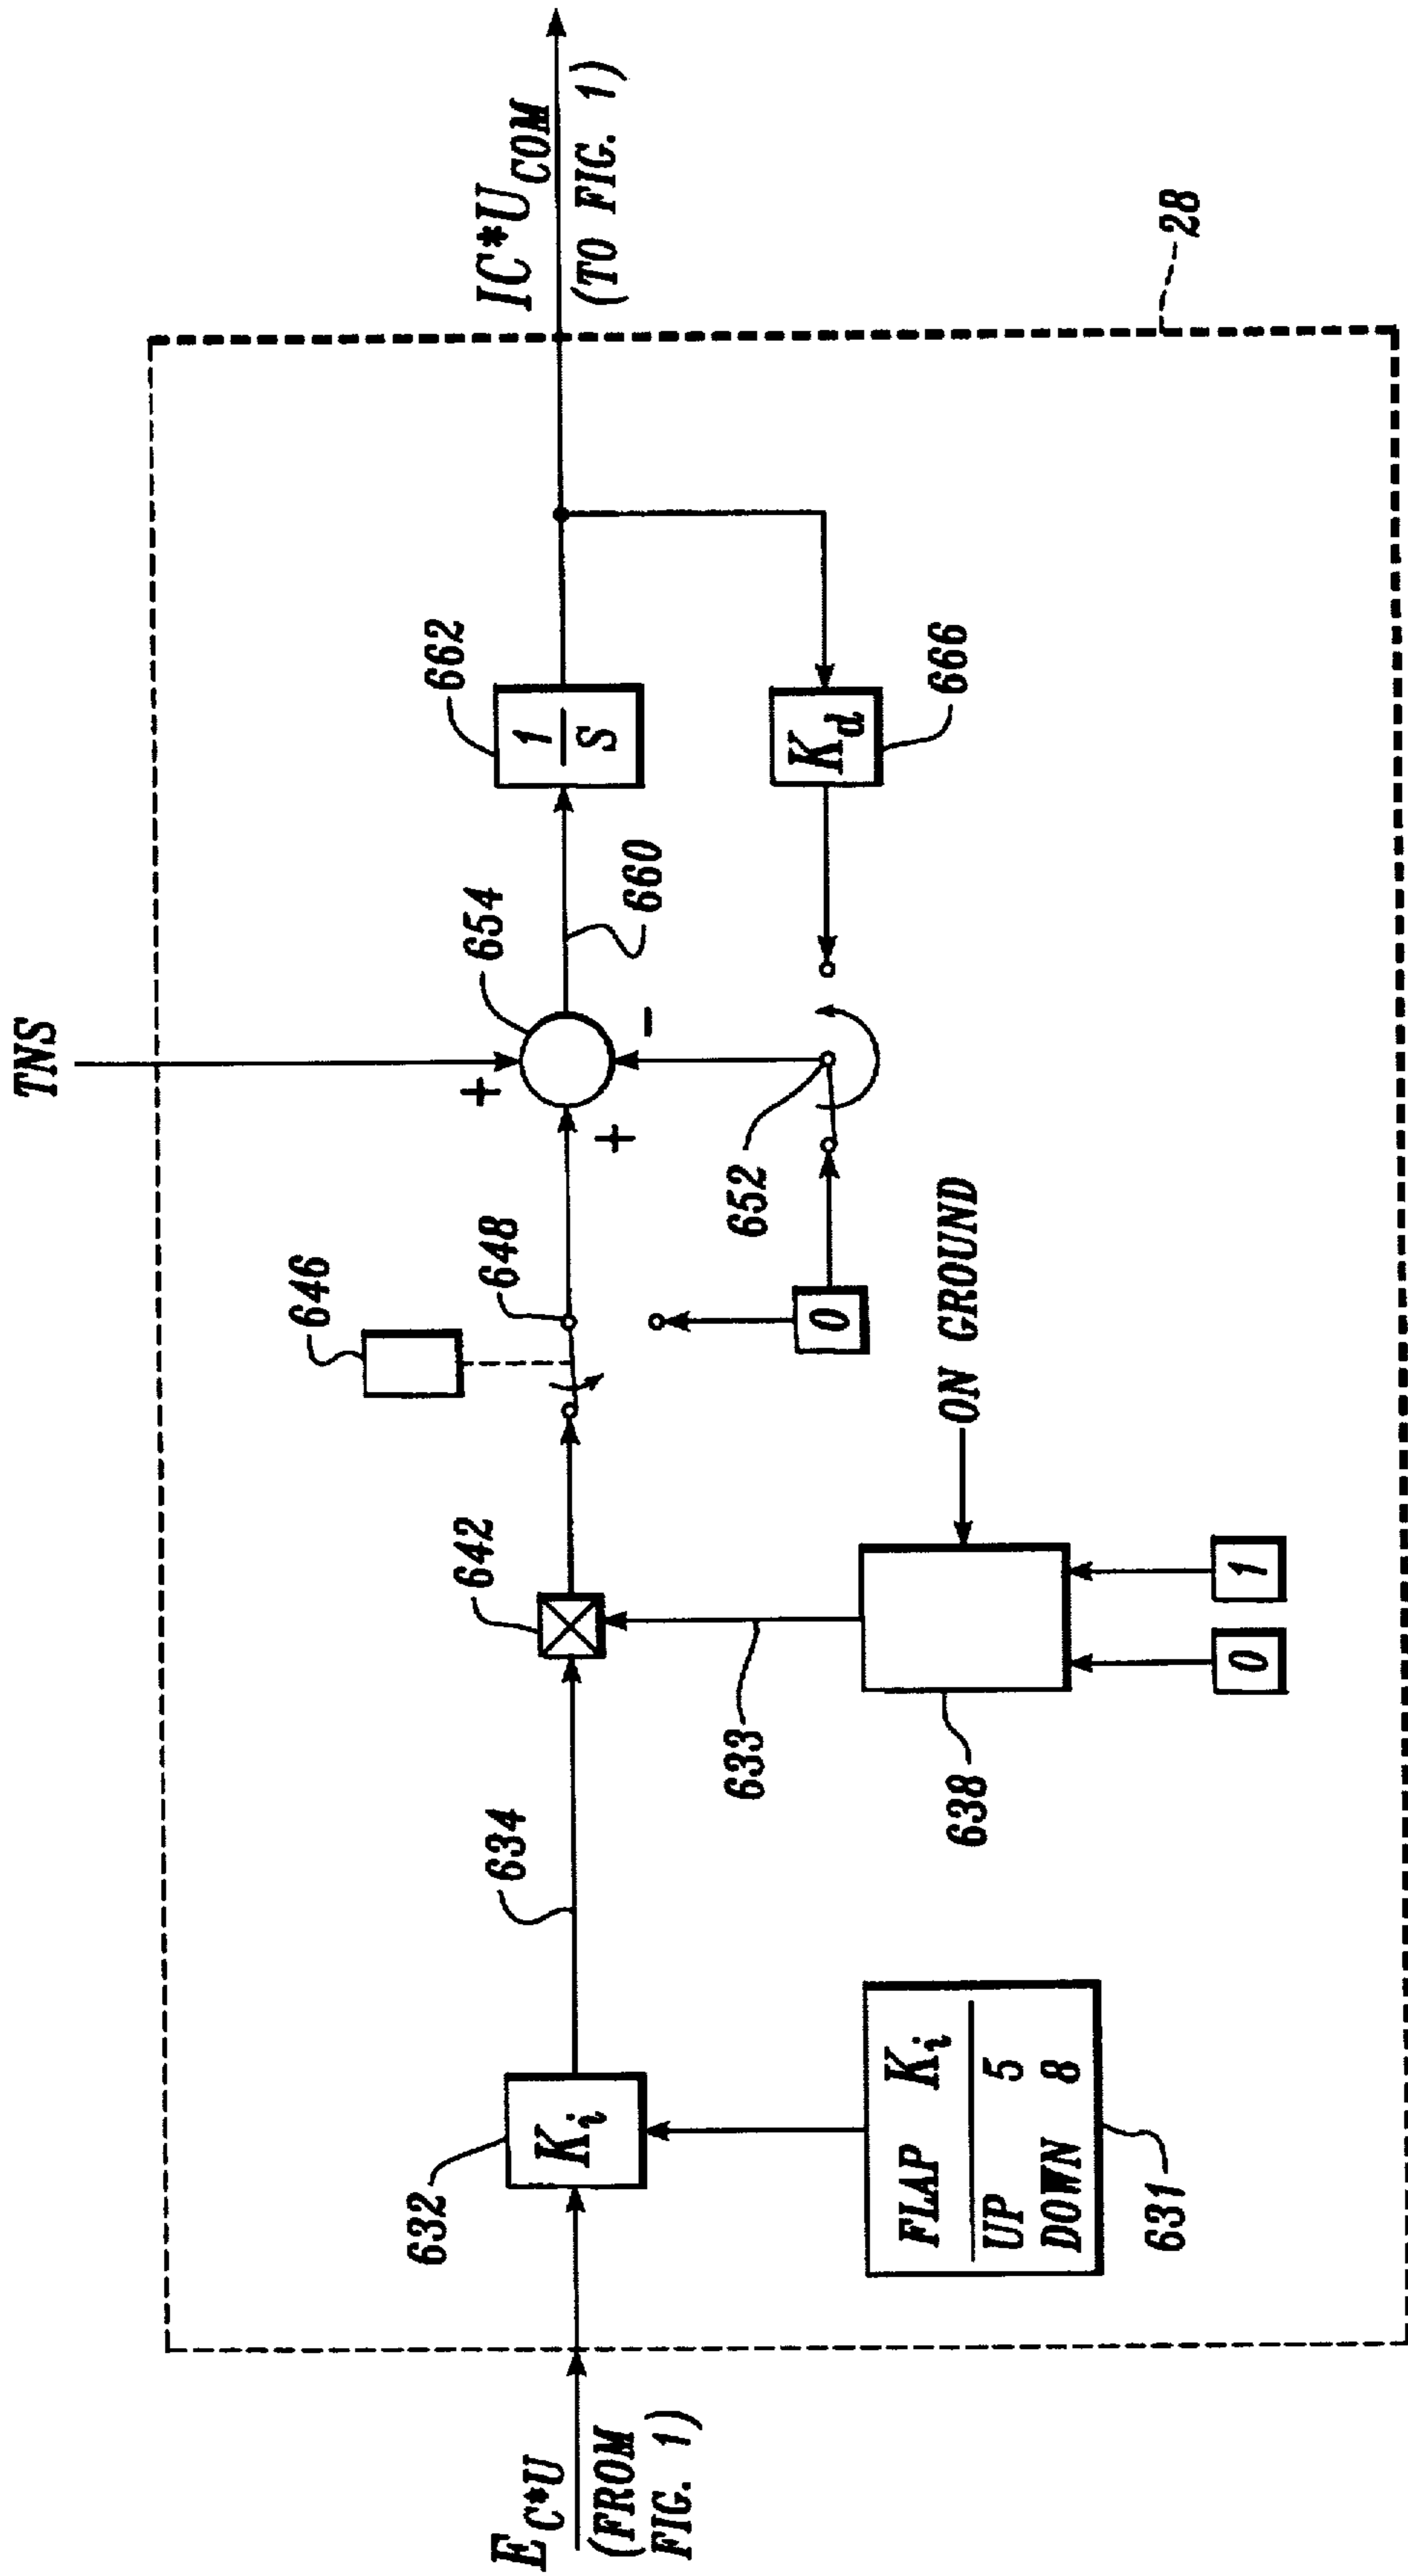 TNS
646
648
654
662
IC*U_COM
(TO FIG. 1)
642
634
632
E_C*U
(FROM
FIG. 1)
K_i
+
+
-
1
S
660
633
652
K_d
666
0
ON GROUND
638
0
1
FLAP K_i
UP 5
DOWN 8
631
28